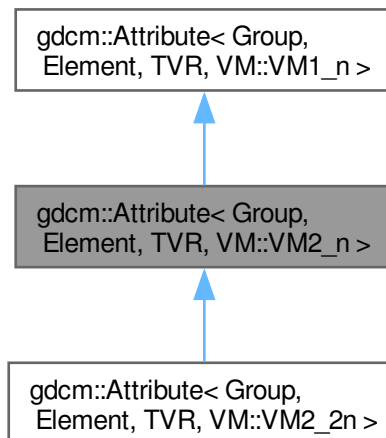 gdcm::Attribute< Group,
Element, TVR, VM::VM1_n >
gdcm::Attribute< Group,
Element, TVR, VM::VM2_n >
gdcm::Attribute< Group,
Element, TVR, VM::VM2_2n >